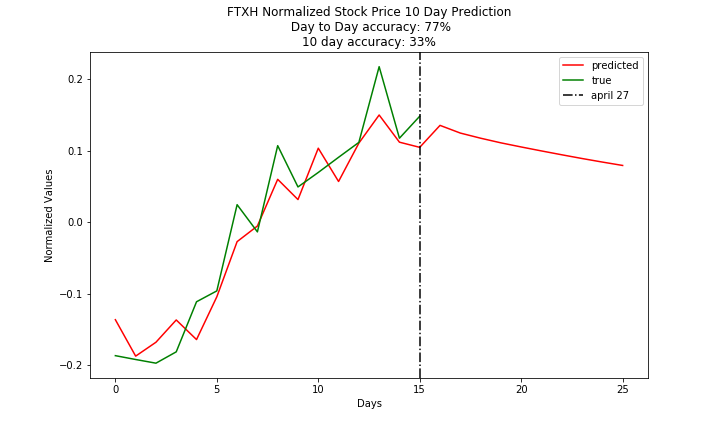 FTXH Normalized Stock Price 10 Day Prediction
Day to Day accuracy: 77%
10 day accuracy: 33%
predicted
true
april 27
Normalized Values
0.2
0.1
0.0
−0.1
−0.2
0 5 10 15 20 25
Days